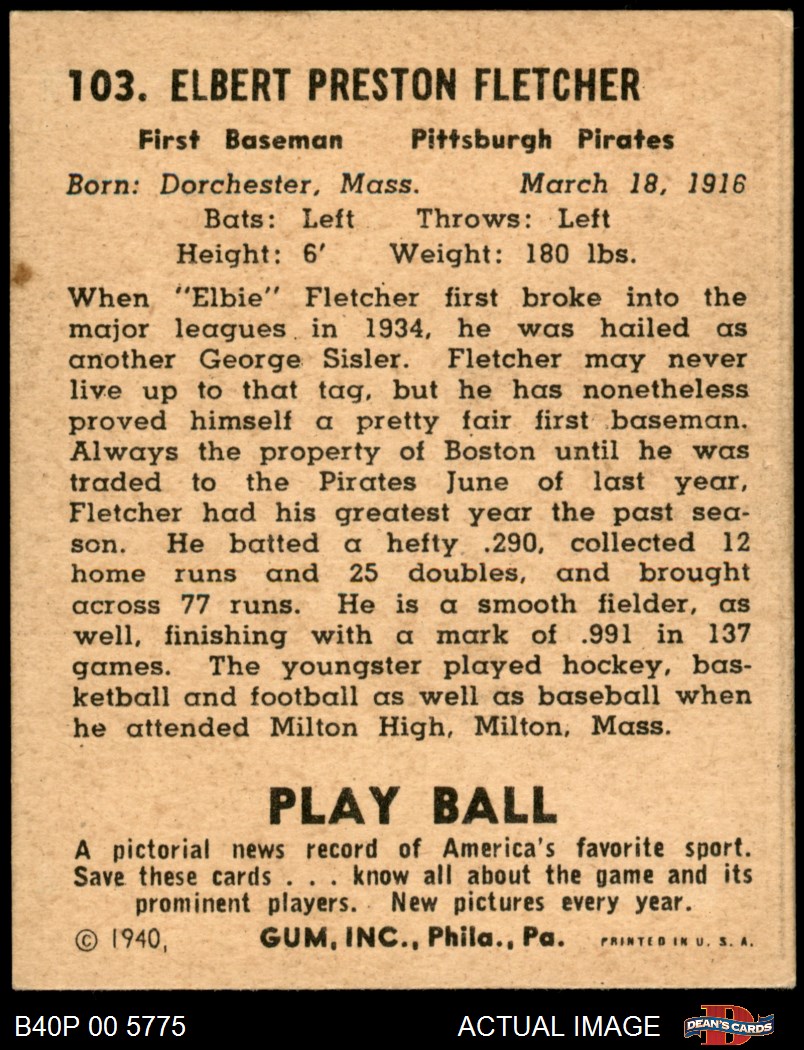 103. ELBERT PRESTON FLETCHER
First Baseman Pittsburgh Pirates
Born: Dorchester, Mass. March 18, 1916
Bats: Left Throws: Left
Height: 6' Weight: 180 lbs.
When "Elbie" Fletcher first broke into the
major leagues in 1934, he was hailed as
another George Sisler. Fletcher may never
live up to that tag, but he has nonetheless
proved himself a pretty fair first baseman.
Always the property of Boston until he was
traded to the Pirates June of last year,
Fletcher had his greatest year the past sea-
son. He batted a hefty .290, collected 12
home runs and 25 doubles, and brought
across 77 runs. He is a smooth fielder, as
well, finishing with a mark of .991 in 137
games. The youngster played hockey, bas-
ketball and football as well as baseball when
he attended Milton High, Milton, Mass.
PLAY BALL
A pictorial news record of America's favorite sport.
Save these cards . . . know all about the game and its
prominent players. New pictures every year.
© 1940, GUM, INC., Phila., Pa. PRINTED IN U. S. A.
B40P 00 5775 ACTUAL IMAGE D DEAN'S CARDS